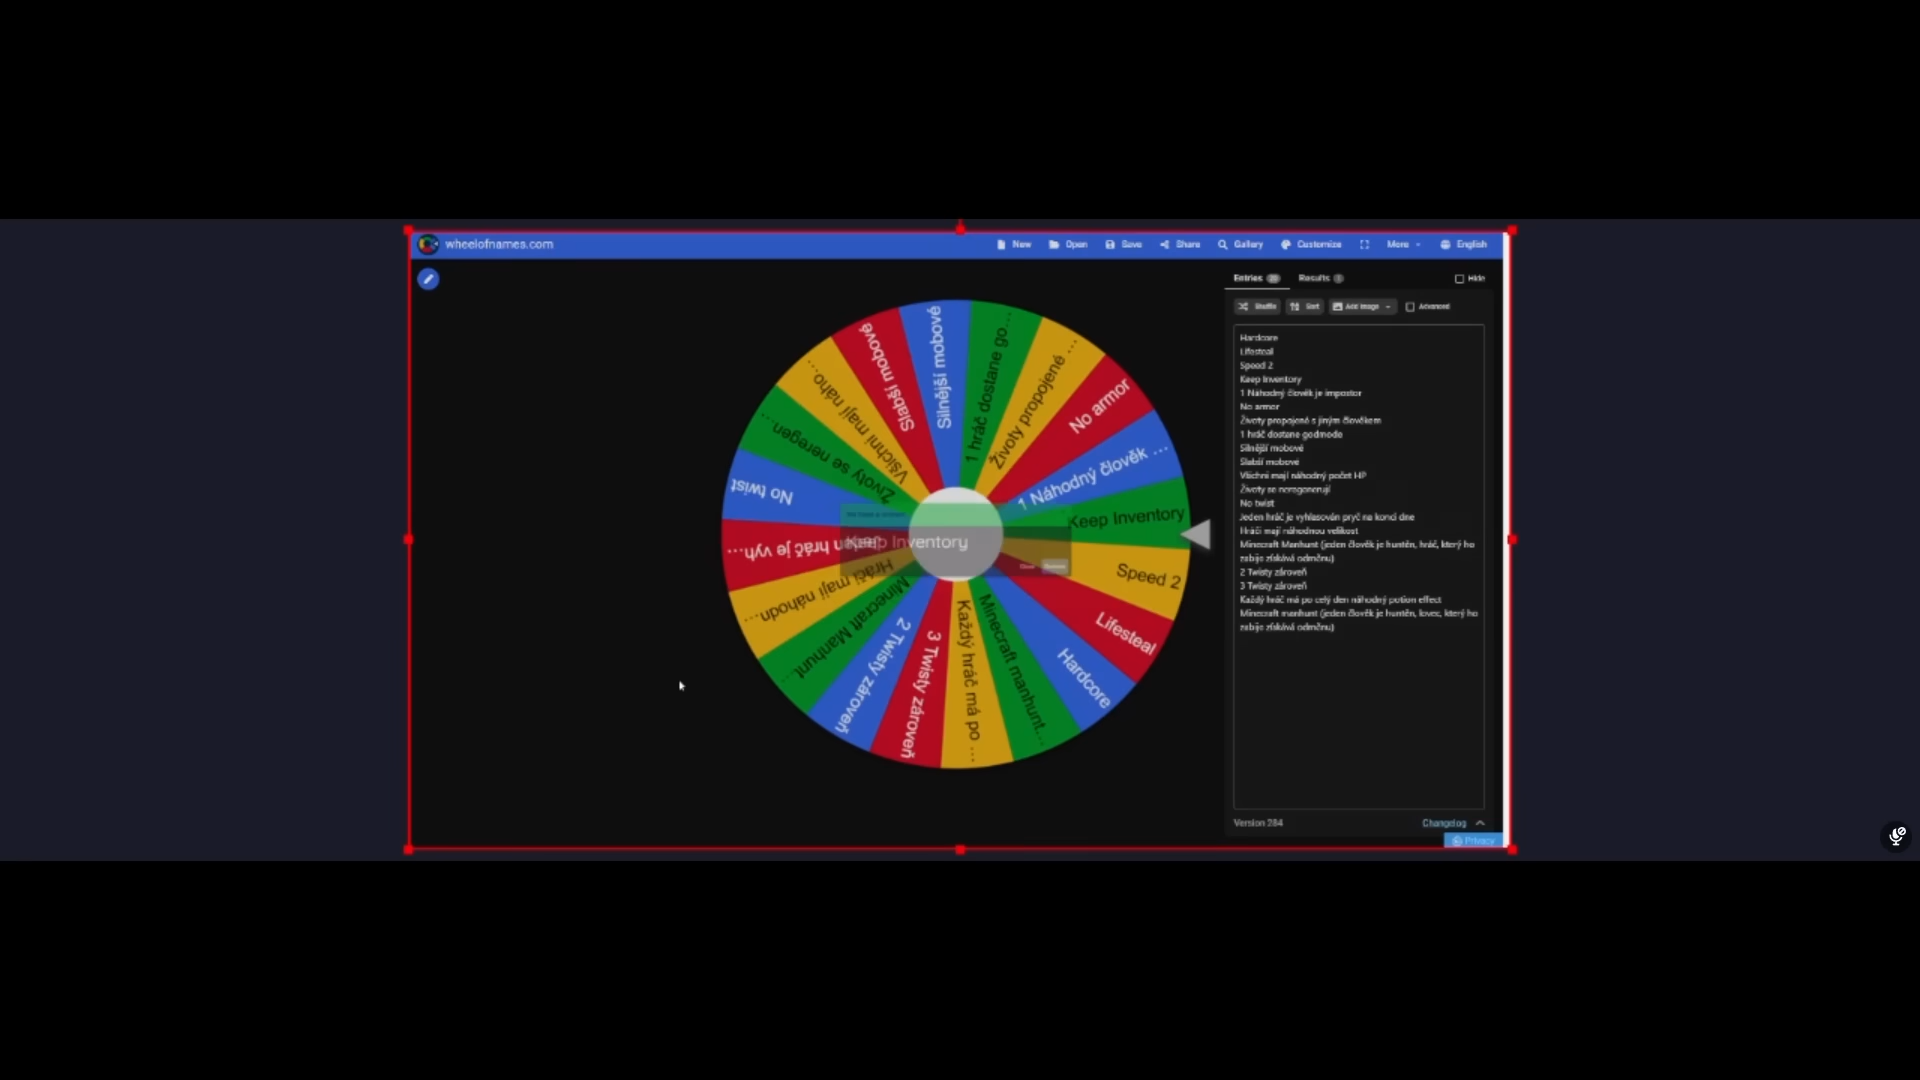 wheelofnames.com
New Open Save Share Gallery Customize More English
Entries 20 Results Hide
Shuffle Sort Add image Advanced
Hardcore
Lifesteal
Speed 2
Keep Inventory
1 Náhodný člověk je impostor
No armor
Životy propojené s jiným člověkem
1 hráč dostane godmode
Silnější mobové
Slabší mobové
Všichni mají náhodný počet HP
Životy se neregenerují
No twist
Jeden hráč je vyhlasován pryč na konci dne
Hráči mají náhodnou velikost
Minecraft Manhunt (jeden člověk je huntěn, hráč, který ho
zabije získává odměnu)
2 Twisty zároveň
3 Twisty zároveň
Každý hráč má po celý den náhodný potion effect
Minecraft manhunt (jeden člověk je huntěn, lovec, který ho
zabije získává odměnu)
Version 284 Changelog
Privacy
Silnější mobové
1 hráč dostane go...
Životy propojené ...
No armor
1 Náhodný člověk ...
Keep Inventory
Speed 2
Lifesteal
Hardcore
Minecraft manhunt...
Každý hráč má po ...
3 Twisty zároveň
2 Twisty zároveň
Minecraft Manhunt...
Hráči mají náhodn...
Jeden hráč je vyh...
No twist
Životy se neregen...
Všichni mají náho...
Slabší mobové
Keep Inventory